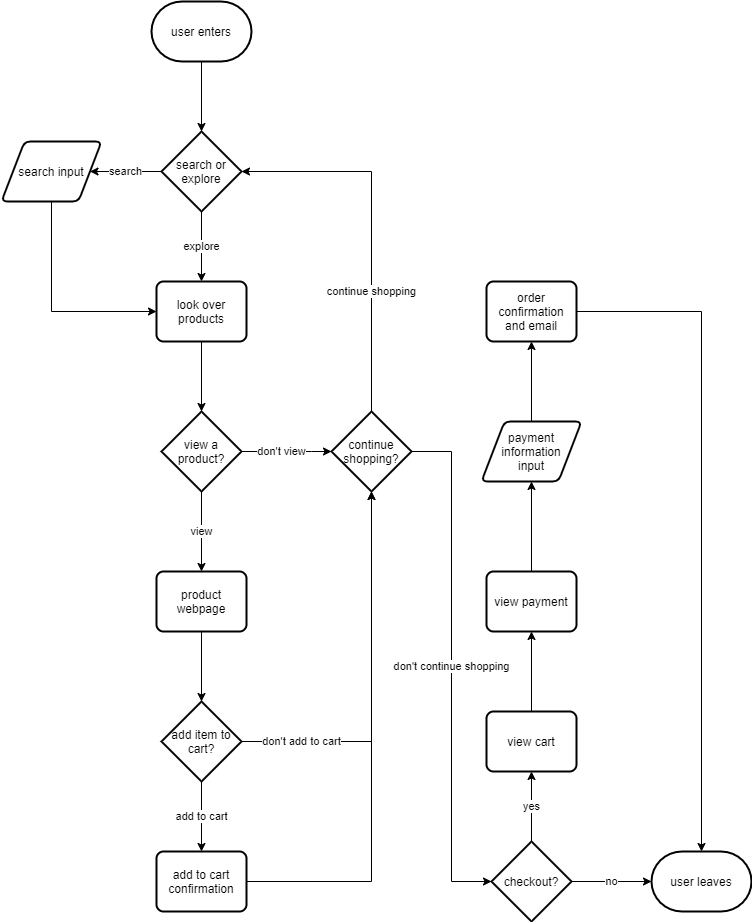 user enters
search or
explore
search input
search
explore
look over
products
continue shopping
order
confirmation
and email
view a
product?
don't view
continue
shopping?
payment
information
input
view
product
webpage
view payment
don't continue shopping
add item to
cart?
don't add to cart
view cart
add to cart
yes
add to cart
confirmation
checkout?
no
user leaves